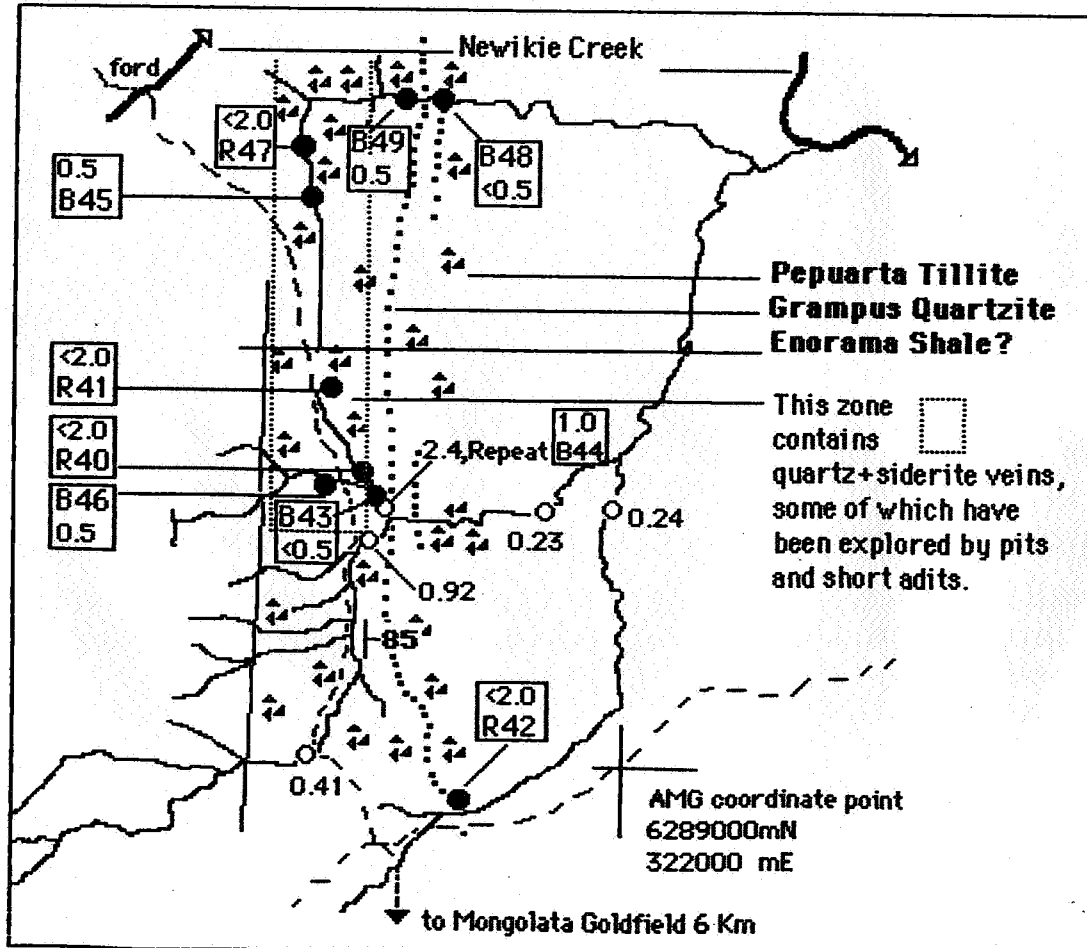 Newikie Creek
ford
<2.0
R47
B49
0.5
B48
<0.5
0.5
B45
Pepuarta Tillite
Grampus Quartzite
Enorama Shale?
<2.0
R41
This zone
contains
quartz+siderite veins,
some of which have
been explored by pits
and short adits.
1.0
B44
2.4,Repeat
<2.0
R40
B46
0.5
B43
<0.5
0.23
0.24
0.92
85
<2.0
R42
0.41
AMG coordinate point
6289000mN
322000 mE
to Mongolata Goldfield 6 Km